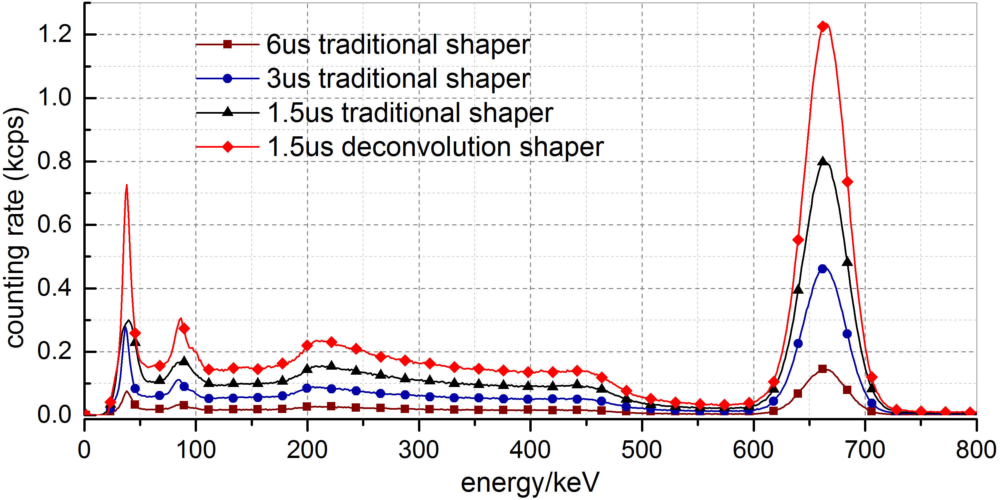 6us traditional shaper
3us traditional shaper
1.5us traditional shaper
1.5us deconvolution shaper
counting rate (kcps)
1.2
1.0
0.8
0.6
0.4
0.2
0.0
0 100 200 300 400 500 600 700 800
energy/keV